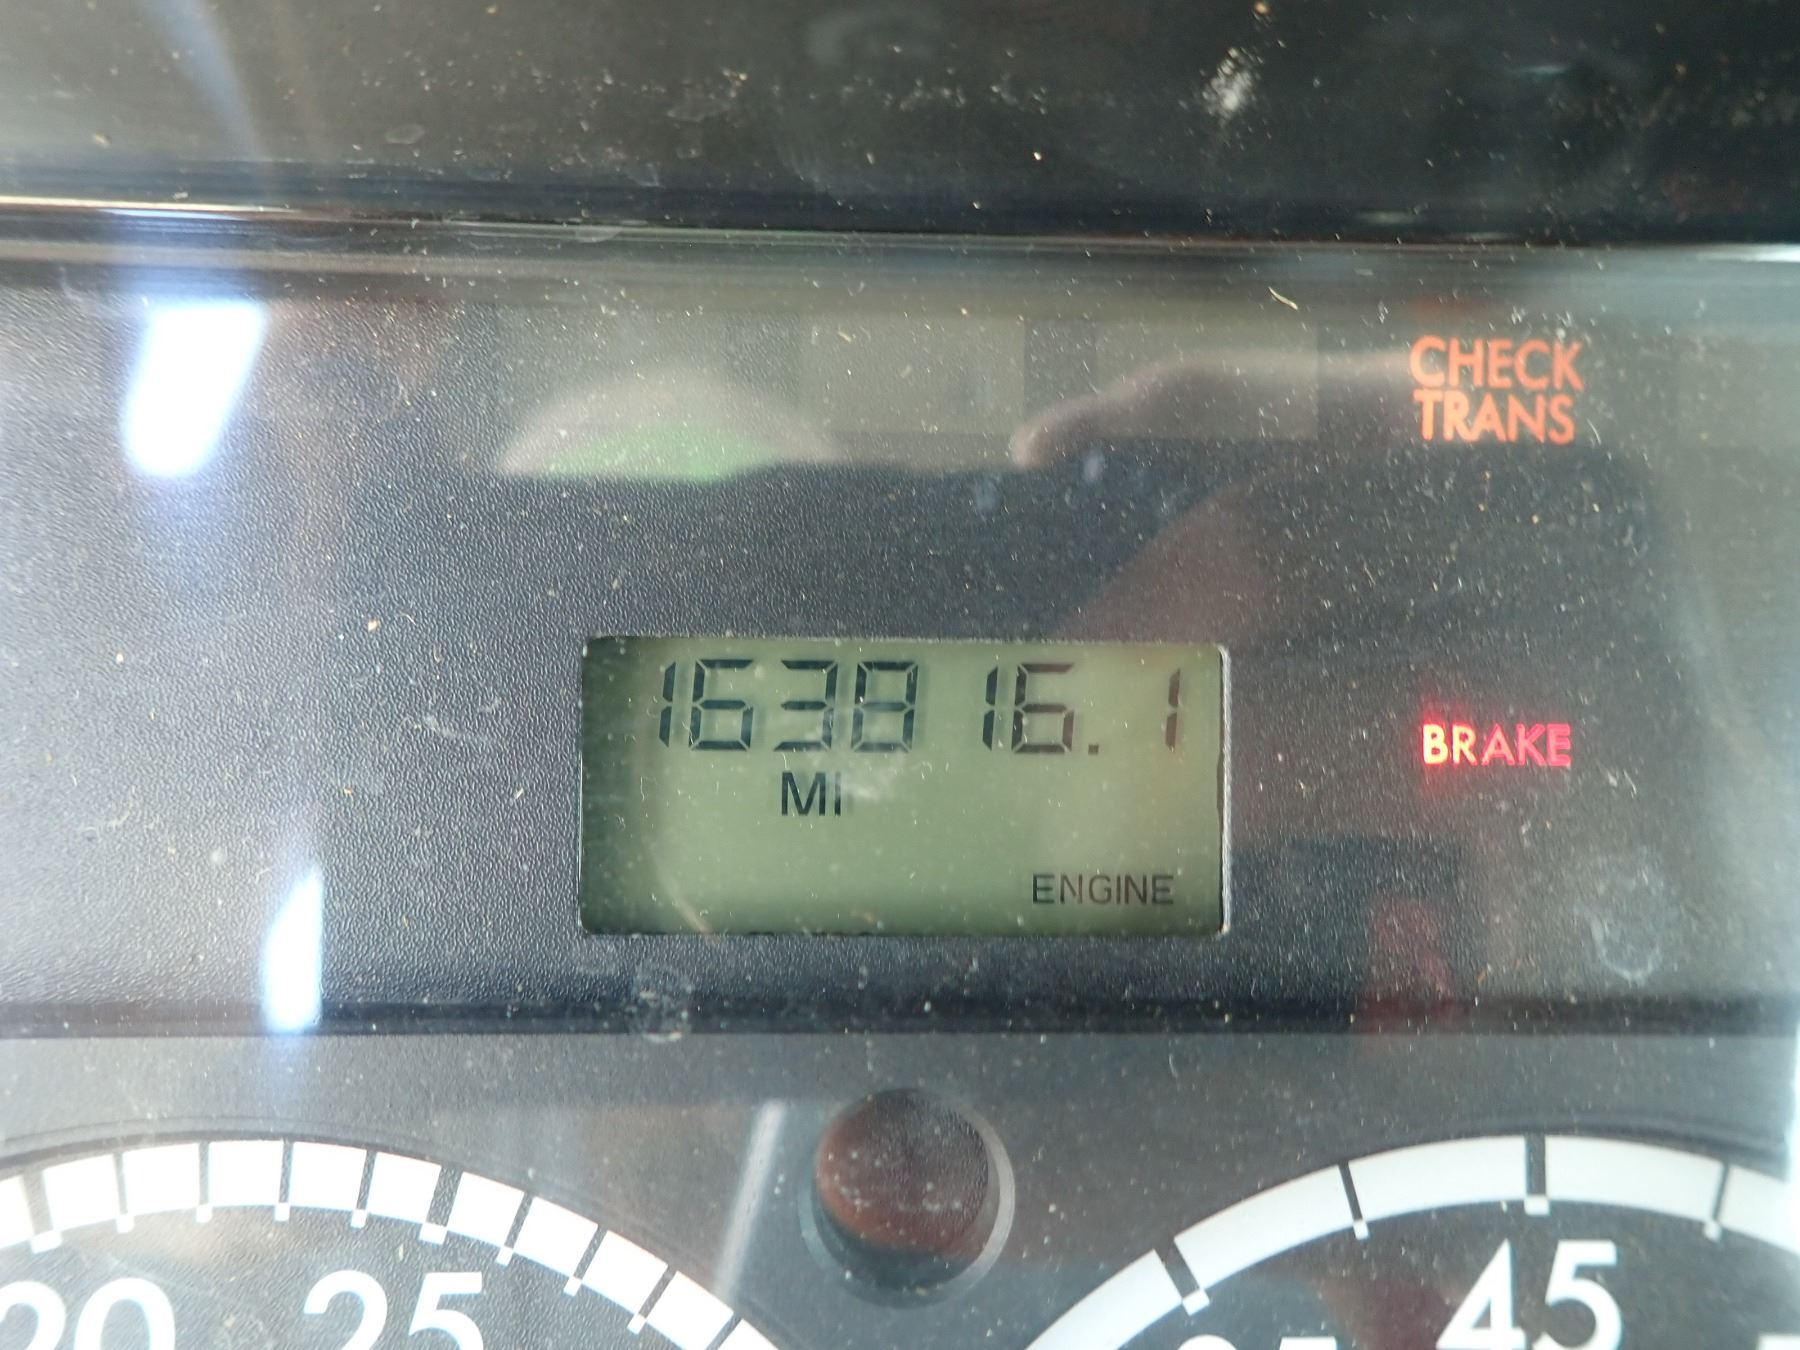 CHECK
TRANS
163816.1
MI
BRAKE
ENGINE
20
25
45